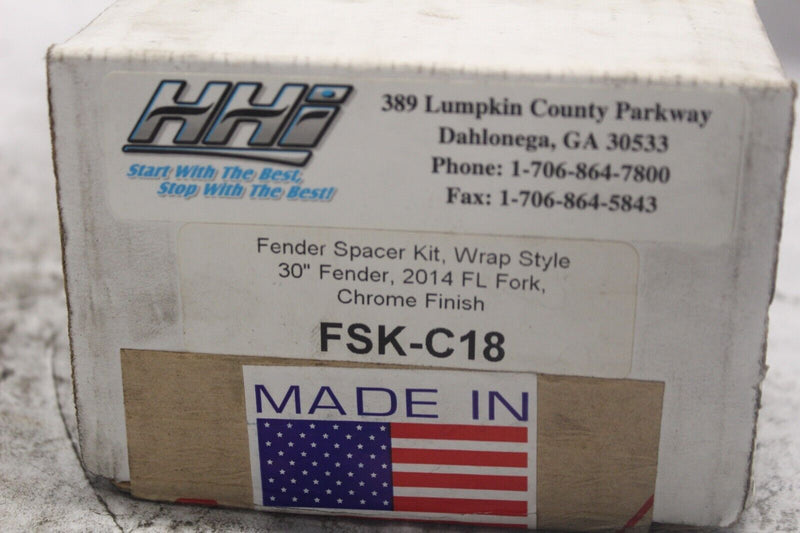 HHi
Start With The Best,
Stop With The Best!
389 Lumpkin County Parkway
Dahlonega, GA 30533
Phone: 1-706-864-7800
Fax: 1-706-864-5843
Fender Spacer Kit, Wrap Style
30" Fender, 2014 FL Fork,
Chrome Finish
FSK-C18
MADE IN